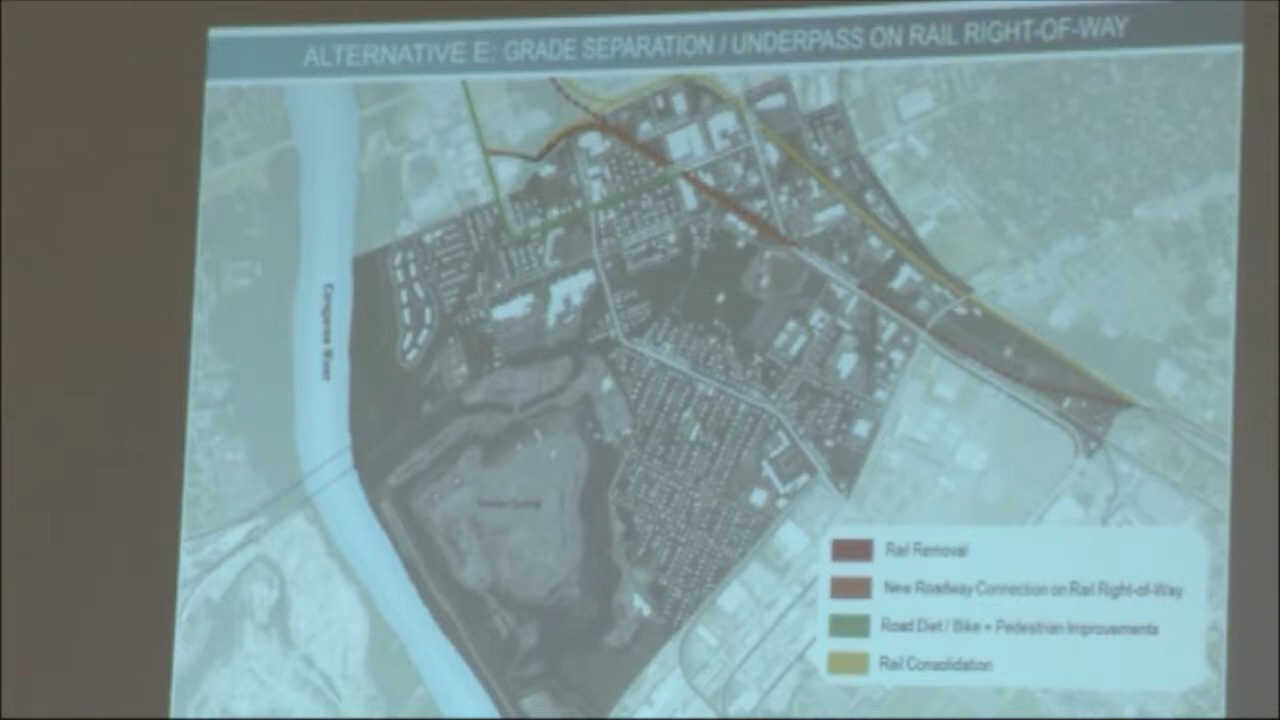 ALTERNATIVE E: GRADE SEPARATION / UNDERPASS ON RAIL RIGHT-OF-WAY
Congaree River
Rail Removal
New Roadway Connection on Rail Right-of-Way
Road Diet / Bike + Pedestrian Improvements
Rail Consolidation